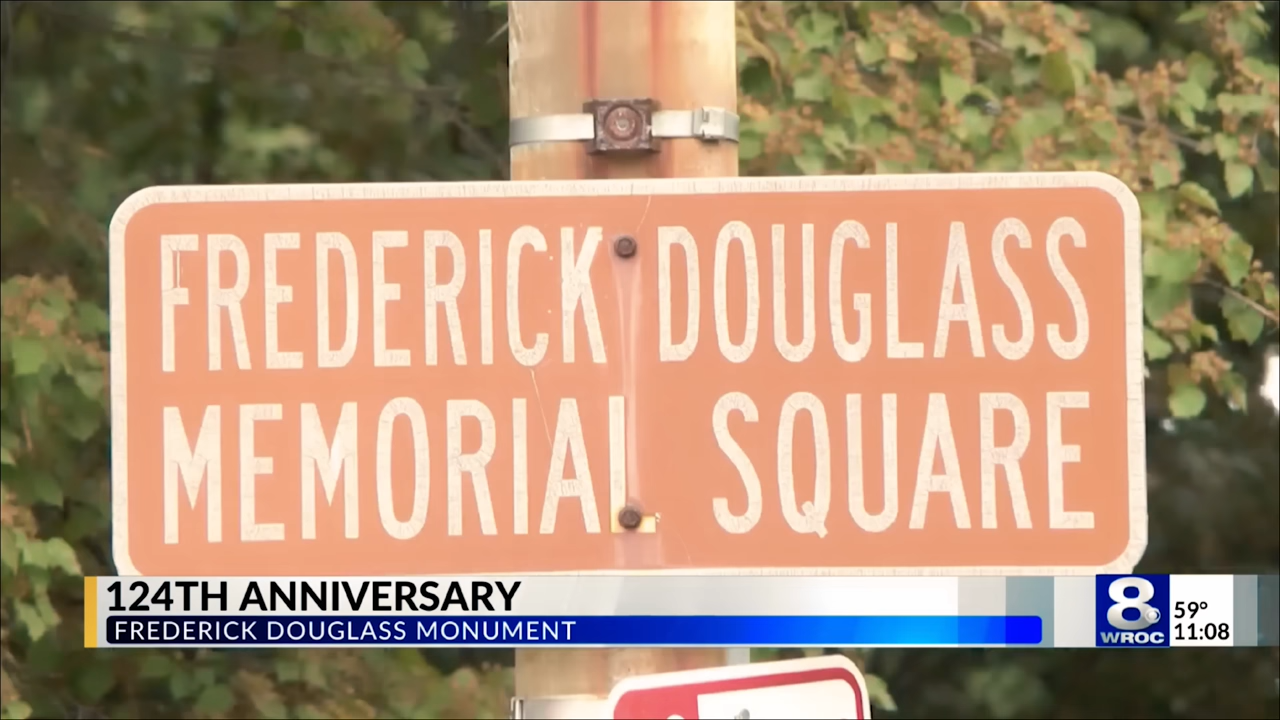 FREDERICK DOUGLASS
MEMORIAL SQUARE
124TH ANNIVERSARY
FREDERICK DOUGLASS MONUMENT
8
WROC
59°
11:08